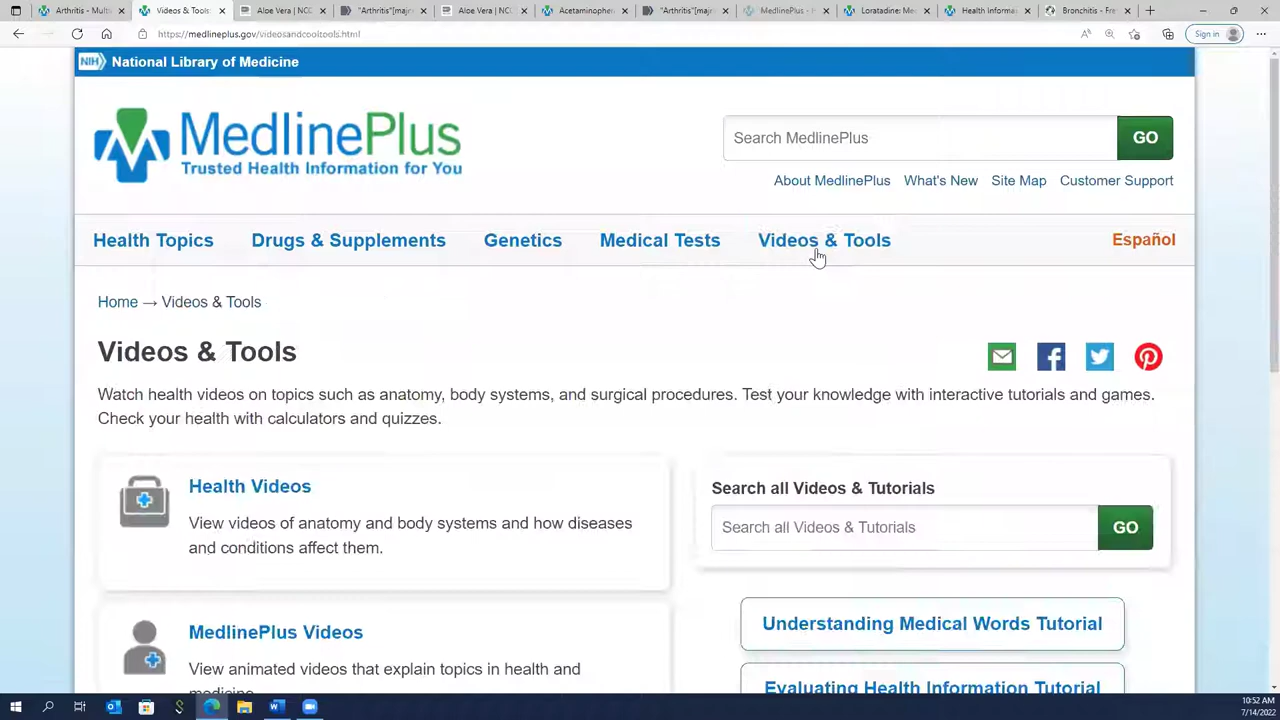 Arthritis - Multi
Videos & Tools:
Aloe Vera | NCC
"Arthritis"[majr
Aloe Vera | NCC
Acetaminophen
"Arthritis"[majr
MedlinePlus - H
Loratadine: Med
Health Informa
Bronchitis - Fre
https://medlineplus.gov/videosandcooltools.html
Sign in
NIH National Library of Medicine
MedlinePlus
Trusted Health Information for You
Search MedlinePlus
GO
About MedlinePlus What's New Site Map Customer Support
Health Topics Drugs & Supplements Genetics Medical Tests Videos & Tools Español
Home → Videos & Tools
Videos & Tools
Watch health videos on topics such as anatomy, body systems, and surgical procedures. Test your knowledge with interactive tutorials and games.
Check your health with calculators and quizzes.
Health Videos
View videos of anatomy and body systems and how diseases
and conditions affect them.
Search all Videos & Tutorials
Search all Videos & Tutorials
GO
MedlinePlus Videos
View animated videos that explain topics in health and
medicine.
Understanding Medical Words Tutorial
Evaluating Health Information Tutorial
10:52 AM
7/14/2022